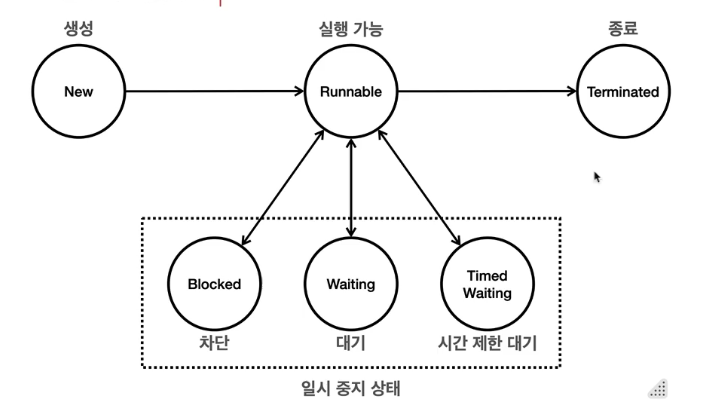 생성
실행 가능
종료
New
Runnable
Terminated
Blocked
Waiting
Timed
Waiting
차단
대기
시간 제한 대기
일시 중지 상태